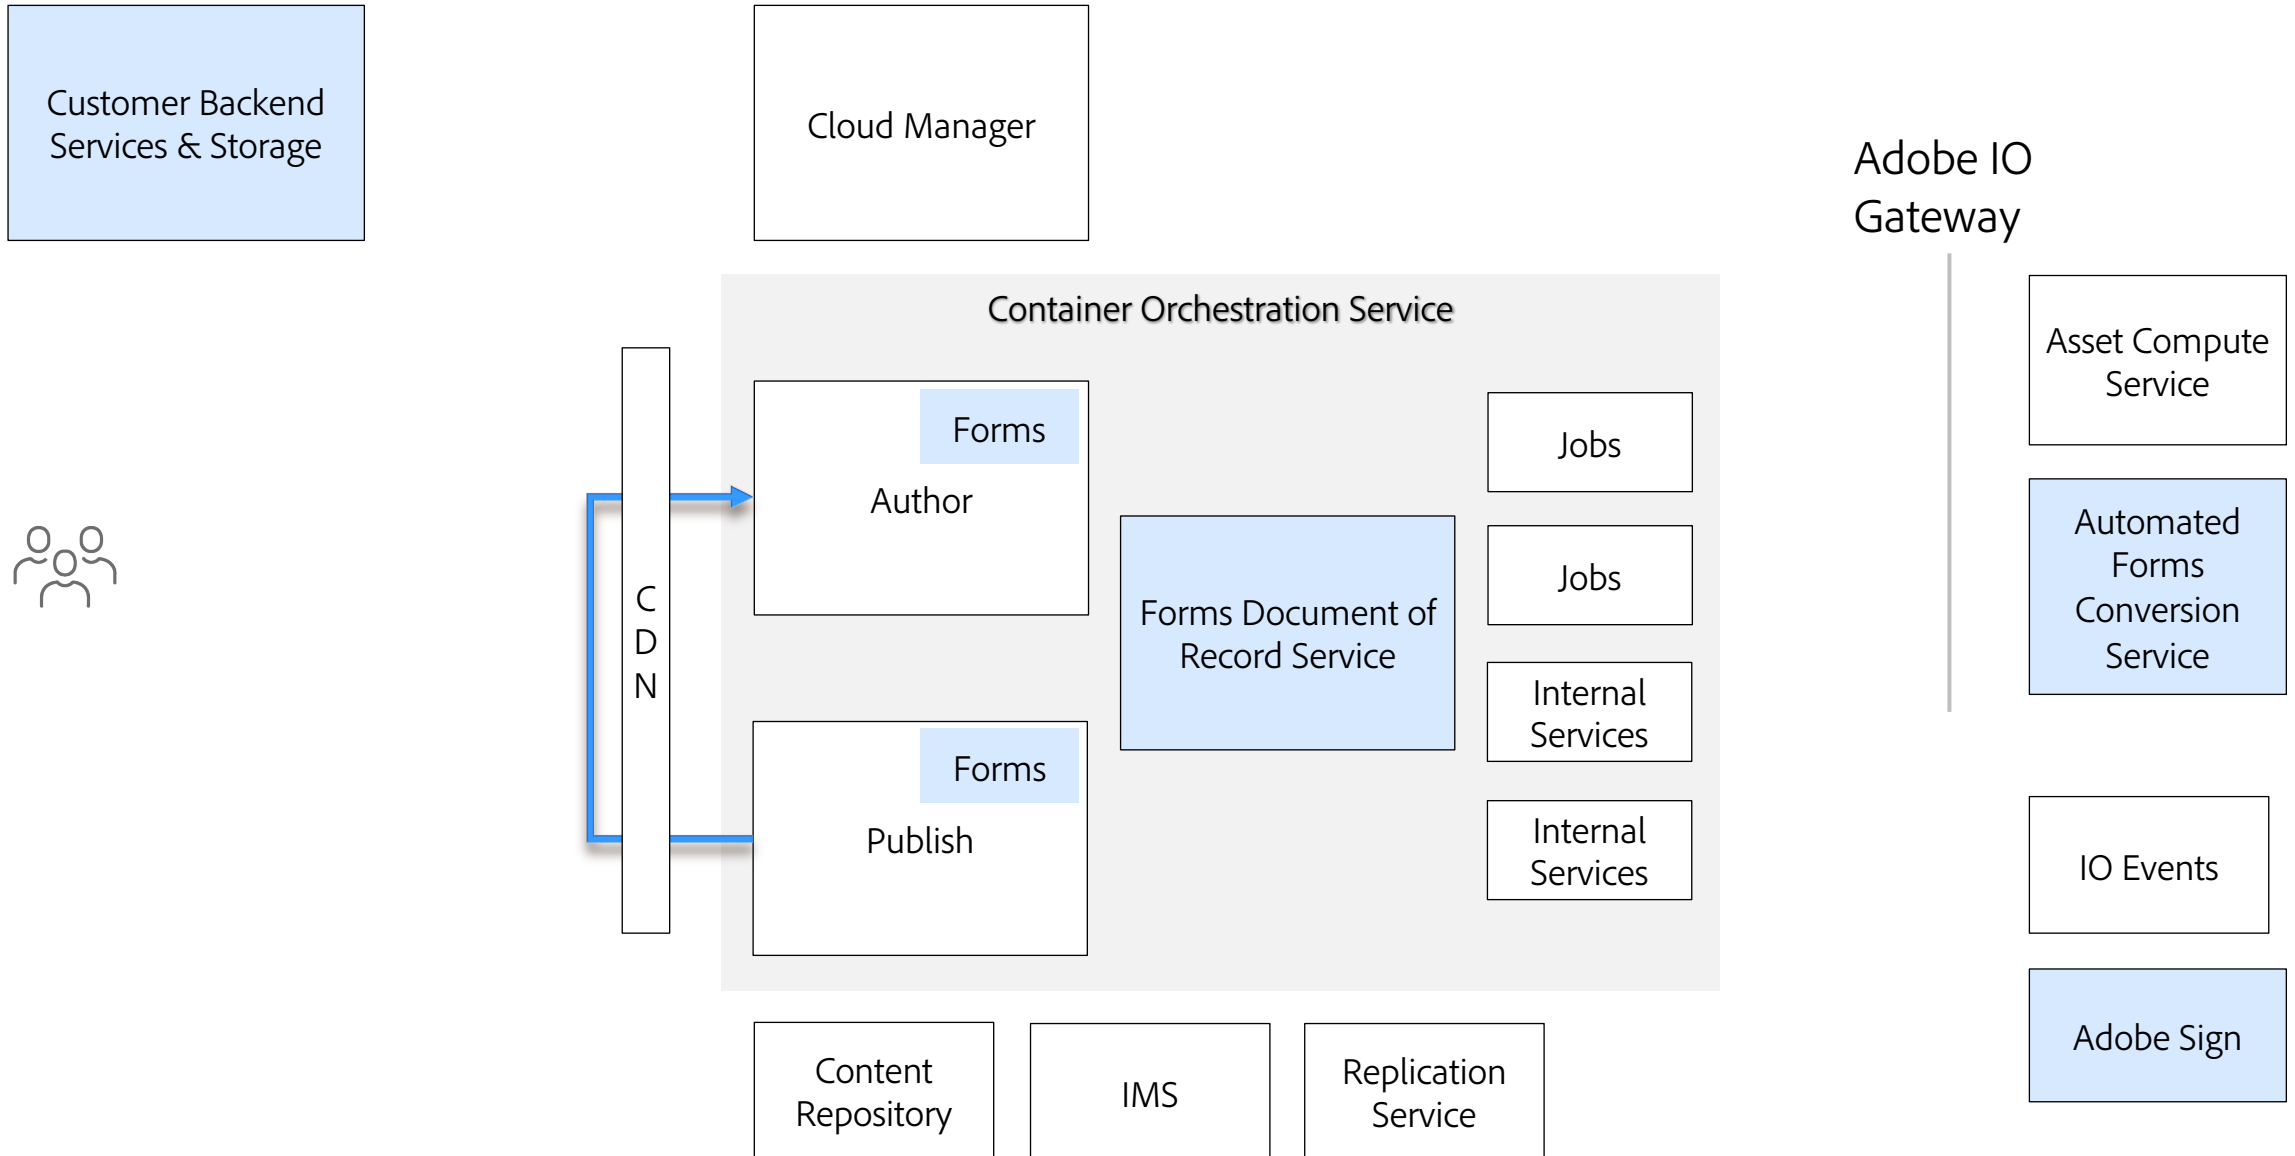 Customer Backend
Services & Storage
Cloud Manager
Adobe IO
Gateway
Container Orchestration Service
C
D
N
Forms
Author
Forms
Publish
Forms Document of
Record Service
Jobs
Jobs
Internal
Services
Internal
Services
Asset Compute
Service
Automated
Forms
Conversion
Service
IO Events
Adobe Sign
Content
Repository
IMS
Replication
Service